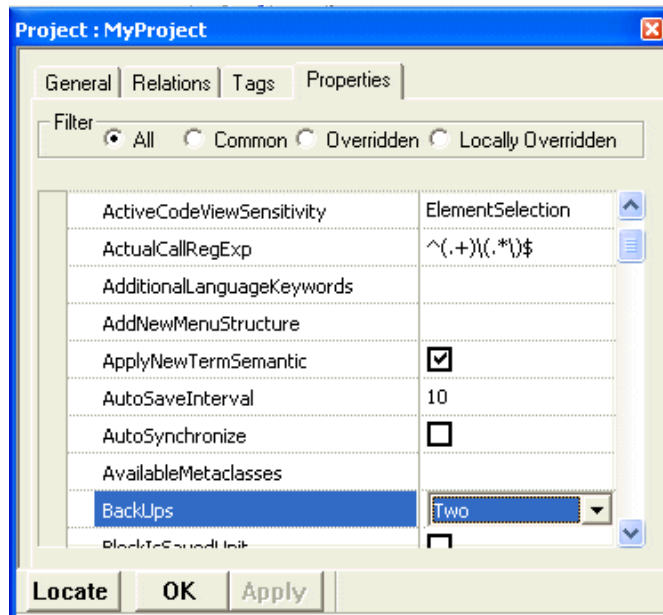 Project : MyProject
General Relations Tags Properties
Filter
All Common Overridden Locally Overridden
ActiveCodeViewSensitivity ElementSelection
ActualCallRegExp ^(.+)\(.*\)$
AdditionalLanguageKeywords
AddNewMenuStructure
ApplyNewTermSemantic
AutoSaveInterval 10
AutoSynchronize
AvailableMetaclasses
BackUps Two
BlockIsSavedUnit
Locate OK Apply